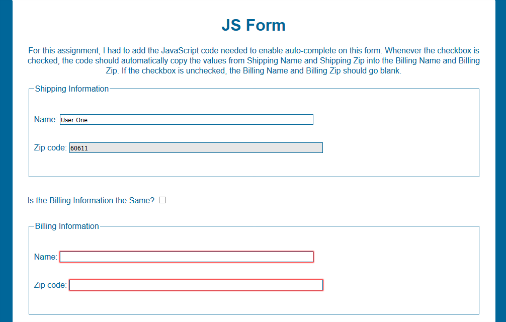 JS Form
For this assignment, I had to add the JavaScript code needed to enable auto-complete on this form. Whenever the checkbox is
checked, the code should automatically copy the values from Shipping Name and Shipping Zip into the Billing Name and Billing
Zip. If the checkbox is unchecked, the Billing Name and Billing Zip should go blank.
Shipping Information
Name: User One
Zip code: 60611
Is the Billing Information the Same?
Billing Information
Name:
Zip code: